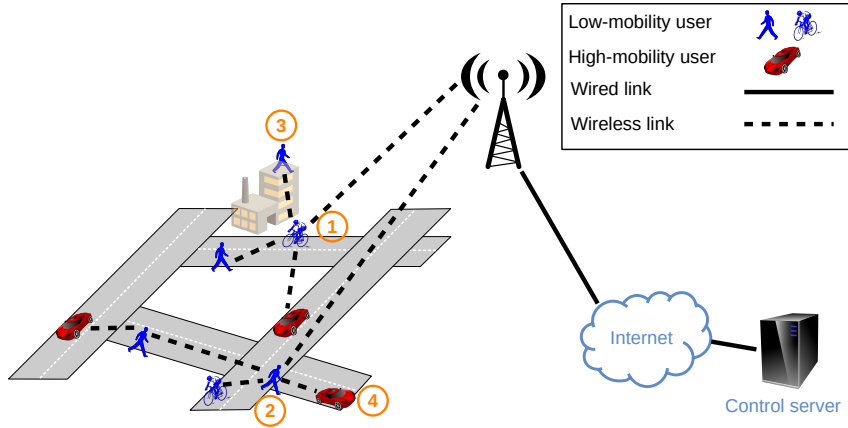 Low-mobility user
High-mobility user
Wired link
Wireless link
3
1
Internet
2
4
Control server